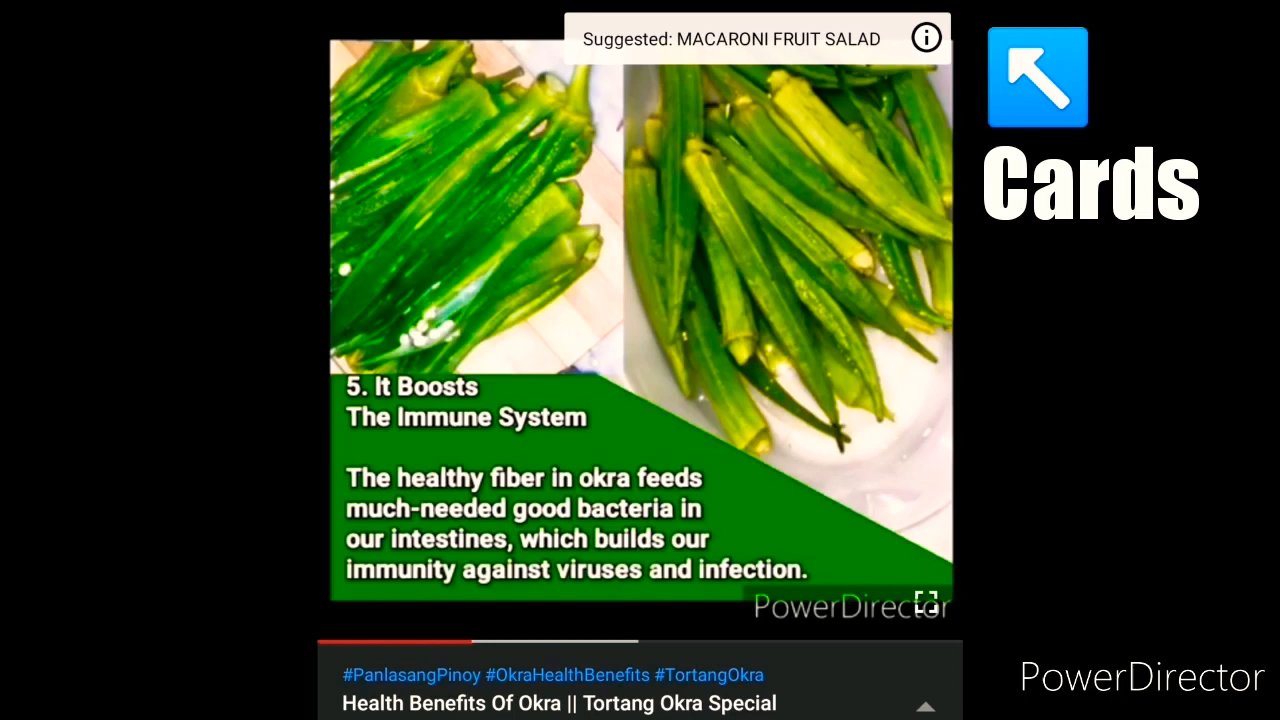 Suggested: MACARONI FRUIT SALAD
Cards
5. It Boosts
The Immune System
The healthy fiber in okra feeds
much-needed good bacteria in
our intestines, which builds our
immunity against viruses and infection.
PowerDirector
#PanlasangPinoy #OkraHealthBenefits #TortangOkra
Health Benefits Of Okra || Tortang Okra Special
PowerDirector